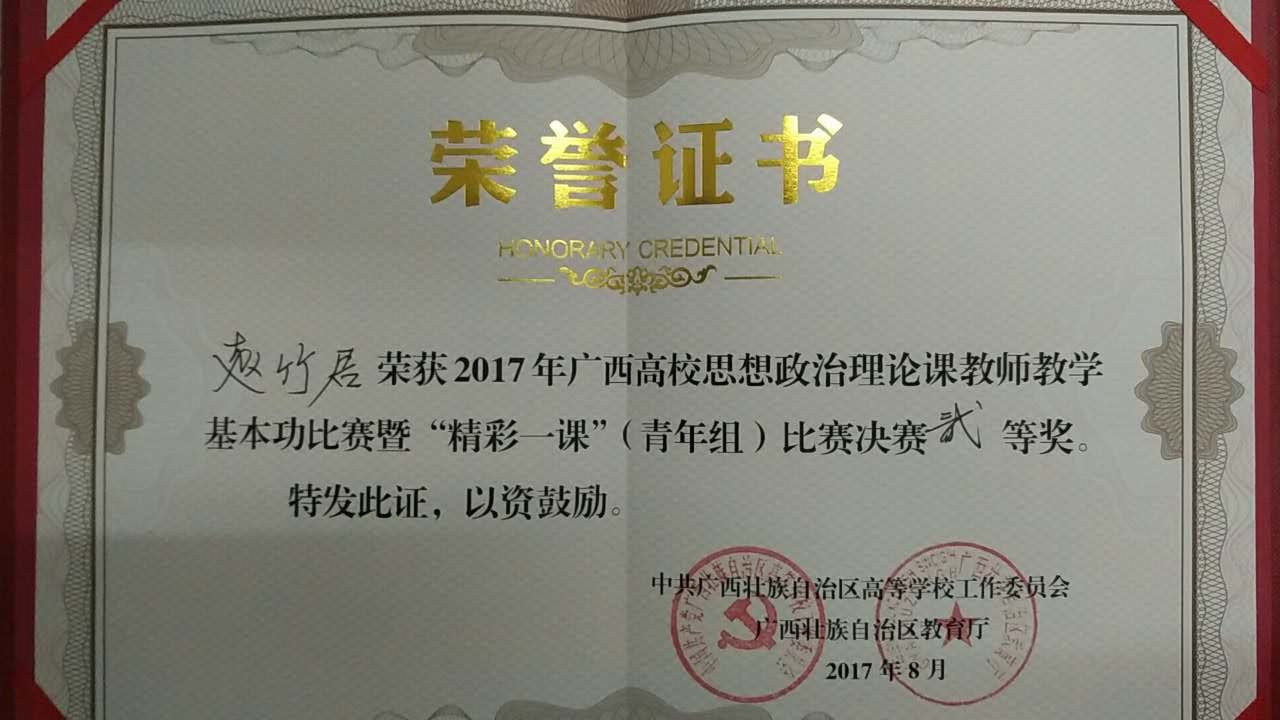 荣誉证书
HONORARY CREDENTIAL
赵竹君荣获2017年广西高校思想政治理论课教师教学
基本功比赛暨“精彩一课”（青年组）比赛决赛贰等奖。
特发此证，以资鼓励。
中共广西壮族自治区高等学校工作委员会
广西壮族自治区教育厅
2017年8月